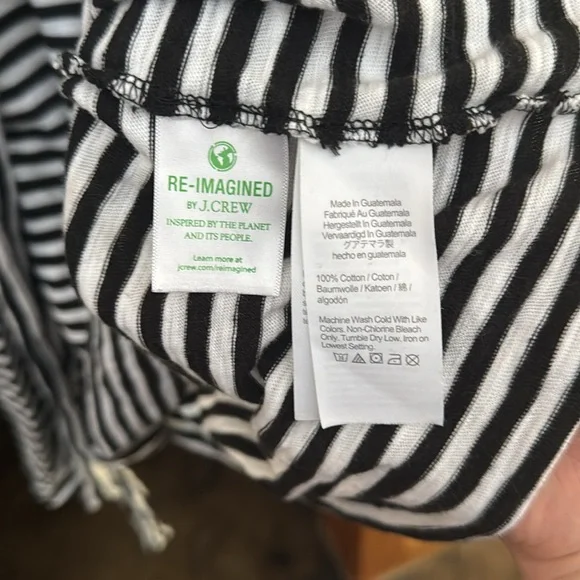 RE-IMAGINED
BY J.CREW
INSPIRED BY THE PLANET
AND ITS PEOPLE.
Learn more at
jcrew.com/reimagined
Made In Guatemala
Fabriqué Au Guatemala
Hergestellt In Guatemala
Vervaardigd In Guatemala
グアテマラ製
hecho en guatemala
100% Cotton / Coton /
Baumwolle / Katoen / 綿 /
algodón
Machine Wash Cold With Like
Colors. Non-Chlorine Bleach
Only. Tumble Dry Low. Iron on
Lowest Setting.